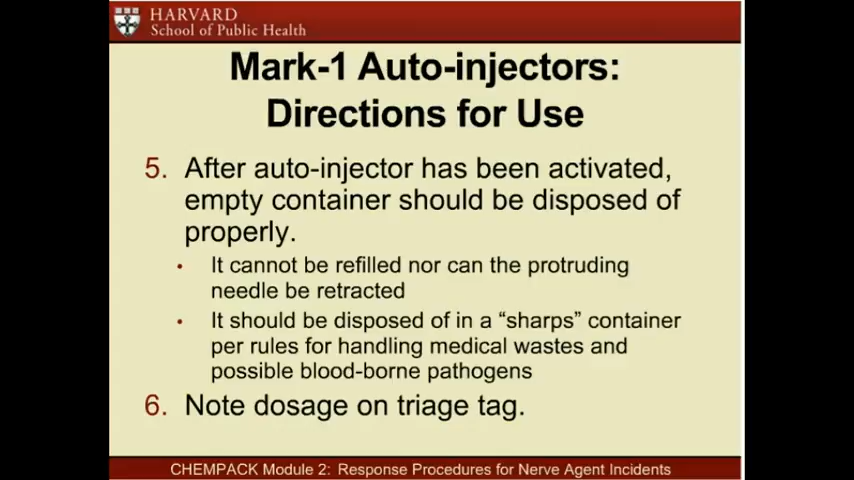 HARVARD
School of Public Health
Mark-1 Auto-injectors:
Directions for Use
5. After auto-injector has been activated,
empty container should be disposed of
properly.
• It cannot be refilled nor can the protruding
needle be retracted
• It should be disposed of in a “sharps” container
per rules for handling medical wastes and
possible blood-borne pathogens
6. Note dosage on triage tag.
CHEMPACK Module 2: Response Procedures for Nerve Agent Incidents